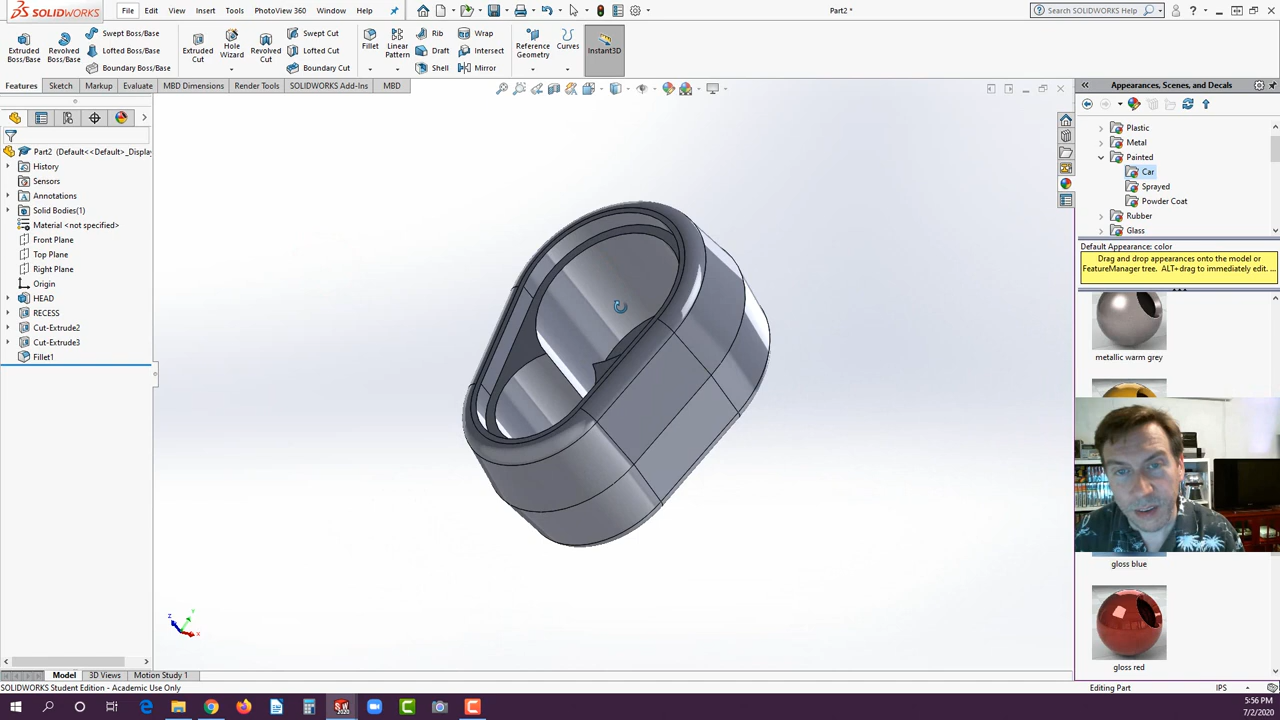 SOLIDWORKS
File Edit View Insert Tools PhotoView 360 Window Help
Part2 *
Search SOLIDWORKS Help
Extruded Boss/Base
Revolved Boss/Base
Swept Boss/Base
Lofted Boss/Base
Boundary Boss/Base
Extruded Cut
Hole Wizard
Revolved Cut
Swept Cut
Lofted Cut
Boundary Cut
Fillet
Linear Pattern
Rib
Draft
Shell
Wrap
Intersect
Mirror
Reference Geometry
Curves
Instant3D
Features Sketch Markup Evaluate MBD Dimensions Render Tools SOLIDWORKS Add-Ins MBD
Appearances, Scenes, and Decals
Part2 (Default<<Default>_Display
History
Sensors
Annotations
Solid Bodies(1)
Material <not specified>
Front Plane
Top Plane
Right Plane
Origin
HEAD
RECESS
Cut-Extrude2
Cut-Extrude3
Fillet1
Plastic
Metal
Painted
Car
Sprayed
Powder Coat
Rubber
Glass
Default Appearance: color
Drag and drop appearances onto the model or
FeatureManager tree. ALT+drag to immediately edit. ...
metallic warm grey
gloss blue
gloss red
Z Y X
Model 3D Views Motion Study 1
SOLIDWORKS Student Edition - Academic Use Only
Editing Part IPS
5:56 PM
7/2/2020